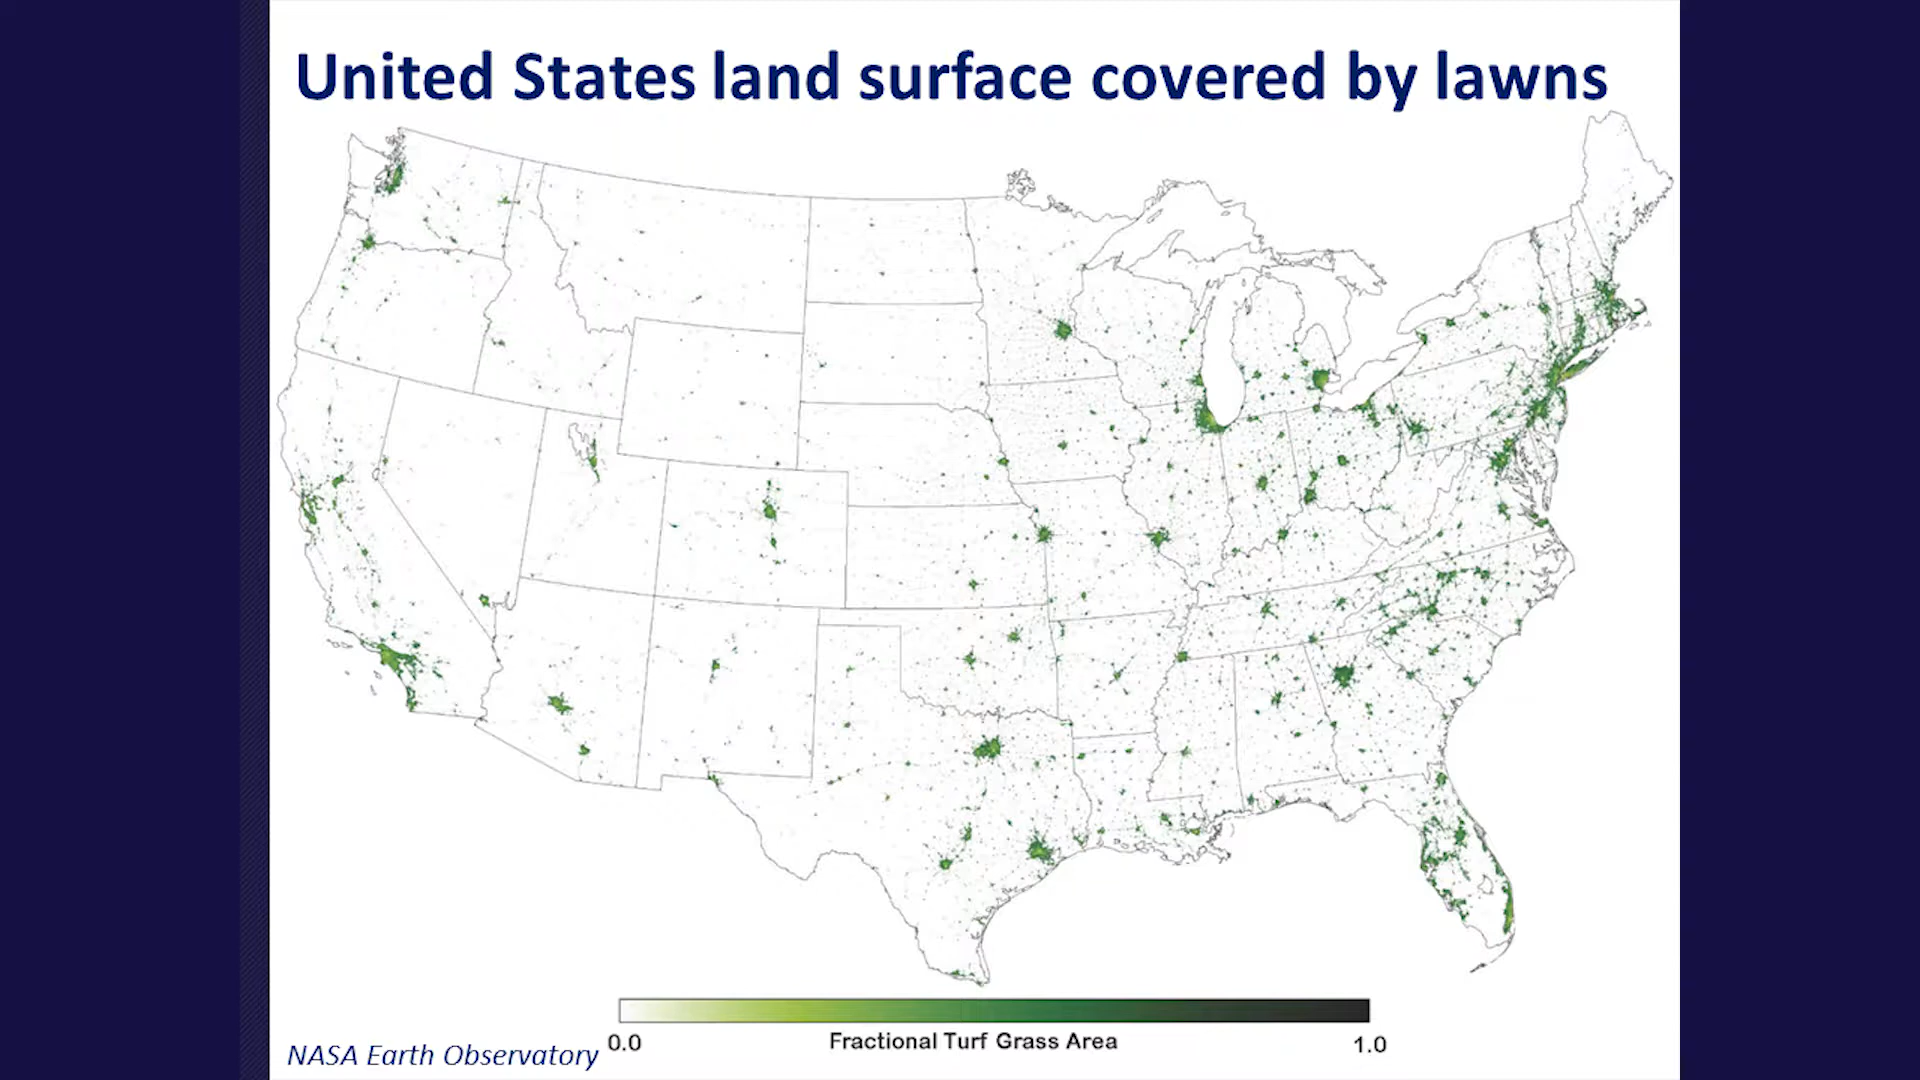 United States land surface covered by lawns
0.0
Fractional Turf Grass Area
1.0
NASA Earth Observatory